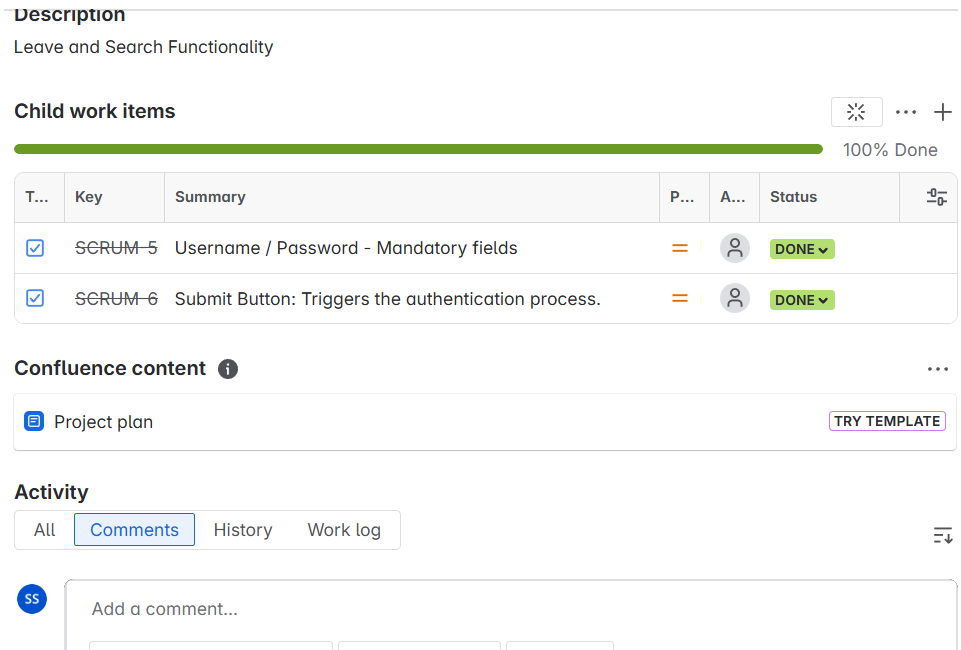 Description
Leave and Search Functionality
Child work items
100% Done
T... Key Summary P... A... Status
SCRUM-5 Username / Password - Mandatory fields DONE
SCRUM-6 Submit Button: Triggers the authentication process. DONE
Confluence content
Project plan TRY TEMPLATE
Activity
All Comments History Work log
SS Add a comment...